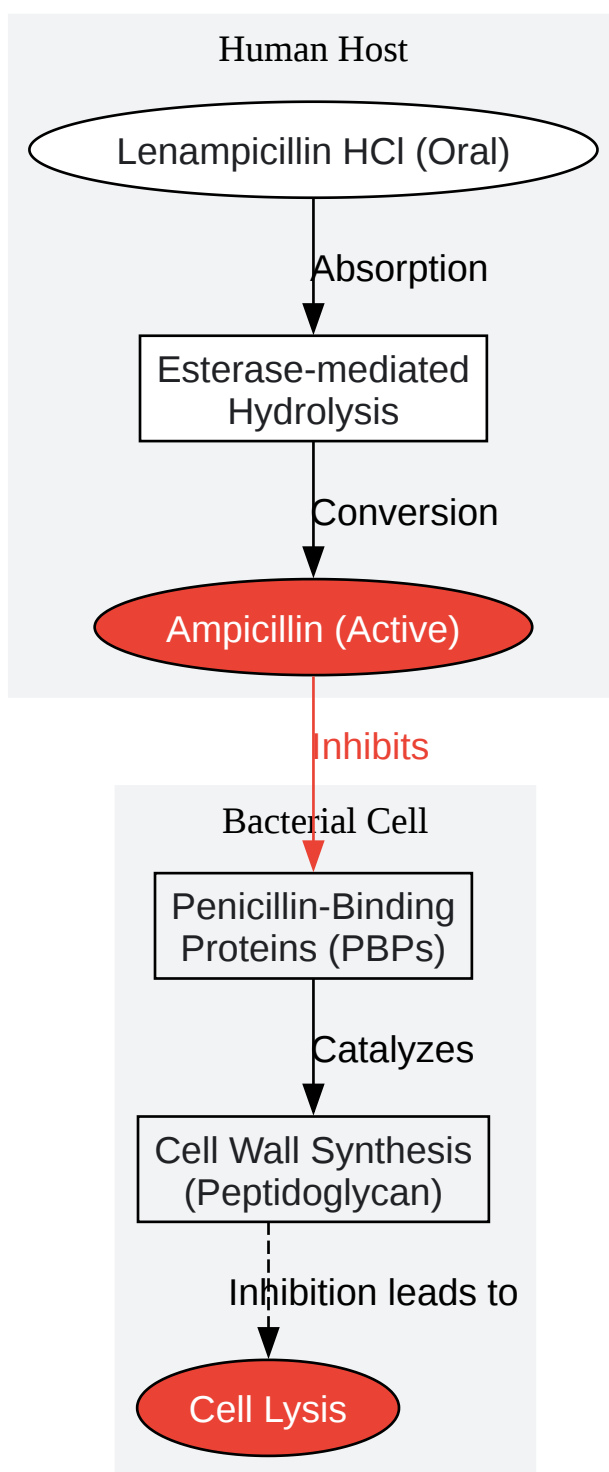 Human Host
Lenampicillin HCl (Oral)
Absorption
Esterase-mediated
Hydrolysis
Conversion
Ampicillin (Active)
Inhibits
Bacterial Cell
Penicillin-Binding
Proteins (PBPs)
Catalyzes
Cell Wall Synthesis
(Peptidoglycan)
Inhibition leads to
Cell Lysis